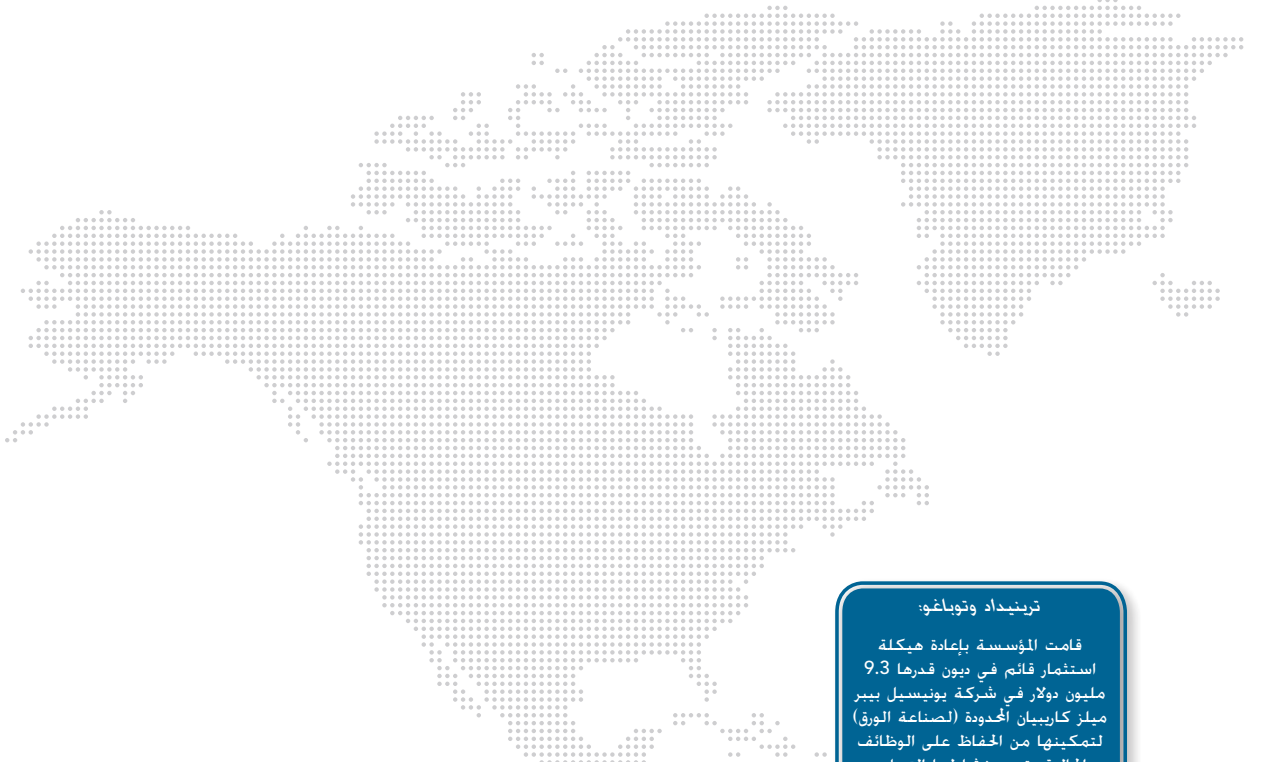 ترينيداد وتوباغو:
قامت المؤسسة بإعادة هيكلة
استثمار قائم في ديون قدرها 9.3
مليون دولار في شركة يونيسيل بيبر
ميلز كاريبيان المحدودة (لصناعة الورق)
لتمكينها من الحفاظ على الوظائف